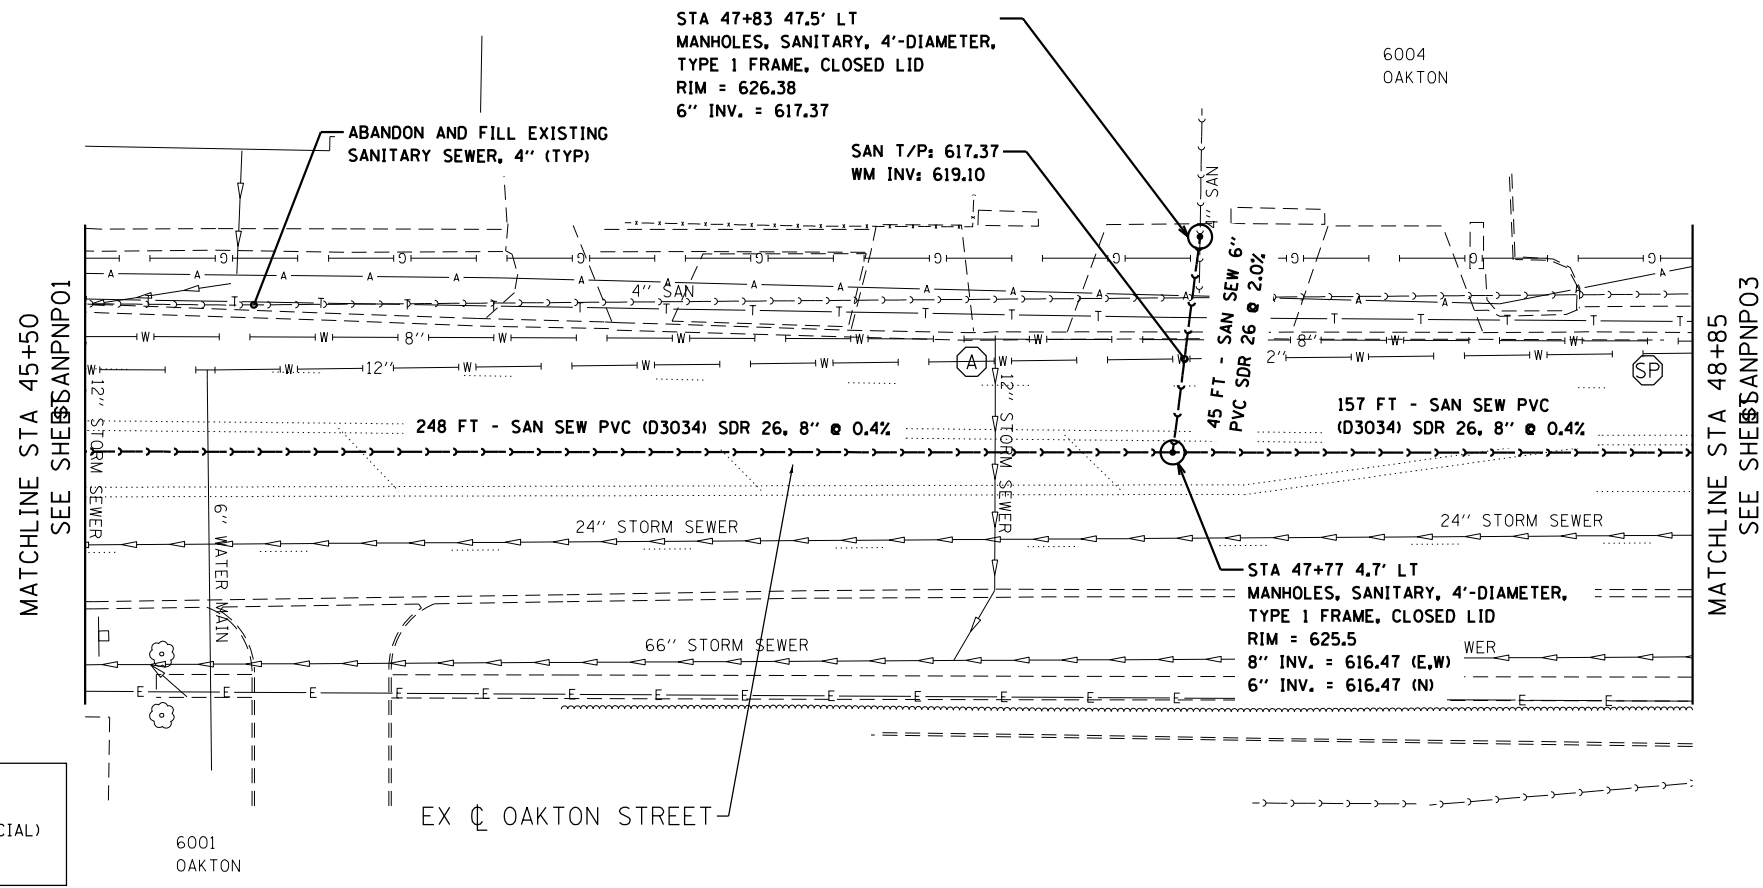 STA 47+83 47.5' LT
MANHOLES, SANITARY, 4'-DIAMETER,
TYPE 1 FRAME, CLOSED LID
RIM = 626.38
6" INV. = 617.37
6004
OAKTON
ABANDON AND FILL EXISTING
SANITARY SEWER, 4" (TYP)
SAN T/P: 617.37
WM INV: 619.10
4" SAN
4" SAN
45 FT - SAN SEW 6"
PVC SDR 26 @ 2.0%
8"
8"
12"
2"
A
SP
MATCHLINE STA 45+50
SEE SHEET SANPNP01
MATCHLINE STA 48+85
SEE SHEET SANPNP03
12" STORM SEWER
12" STORM SEWER
248 FT - SAN SEW PVC (D3034) SDR 26, 8" @ 0.4%
157 FT - SAN SEW PVC
(D3034) SDR 26, 8" @ 0.4%
6" WATER MAIN
24" STORM SEWER
24" STORM SEWER
STA 47+77 4.7' LT
MANHOLES, SANITARY, 4'-DIAMETER,
TYPE 1 FRAME, CLOSED LID
RIM = 625.5
8" INV. = 616.47 (E,W)
6" INV. = 616.47 (N)
66" STORM SEWER
WER
EX ℄ OAKTON STREET
CIAL)
6001
OAKTON